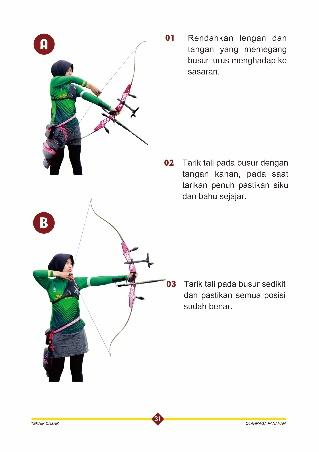 A
01 Rendahkan lengan dan
tangan yang memegang
busur lurus menghadap ke
sasaran.
02 Tarik tali pada busur dengan
tangan kanan, pada saat
tarikan penuh pastikan siku
dan bahu sejajar.
B
03 Tarik tali pada busur sedikit
dan pastikan semua posisi
sudah benar.
31